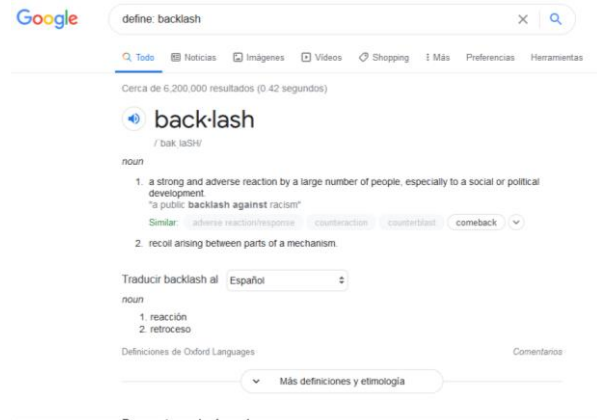 Google
define: backlash
Todo Noticias Imágenes Vídeos Shopping Más Preferencias Herramientas
Cerca de 6,200,000 resultados (0.42 segundos)
back·lash
/ˈbakˌlaSH/
noun
1. a strong and adverse reaction by a large number of people, especially to a social or political
development.
"a public backlash against racism"
Similar: adverse reaction/response counteraction counterblast comeback
2. recoil arising between parts of a mechanism.
Traducir backlash al Español
noun
1. reacción
2. retroceso
Definiciones de Oxford Languages Comentarios
Más definiciones y etimología